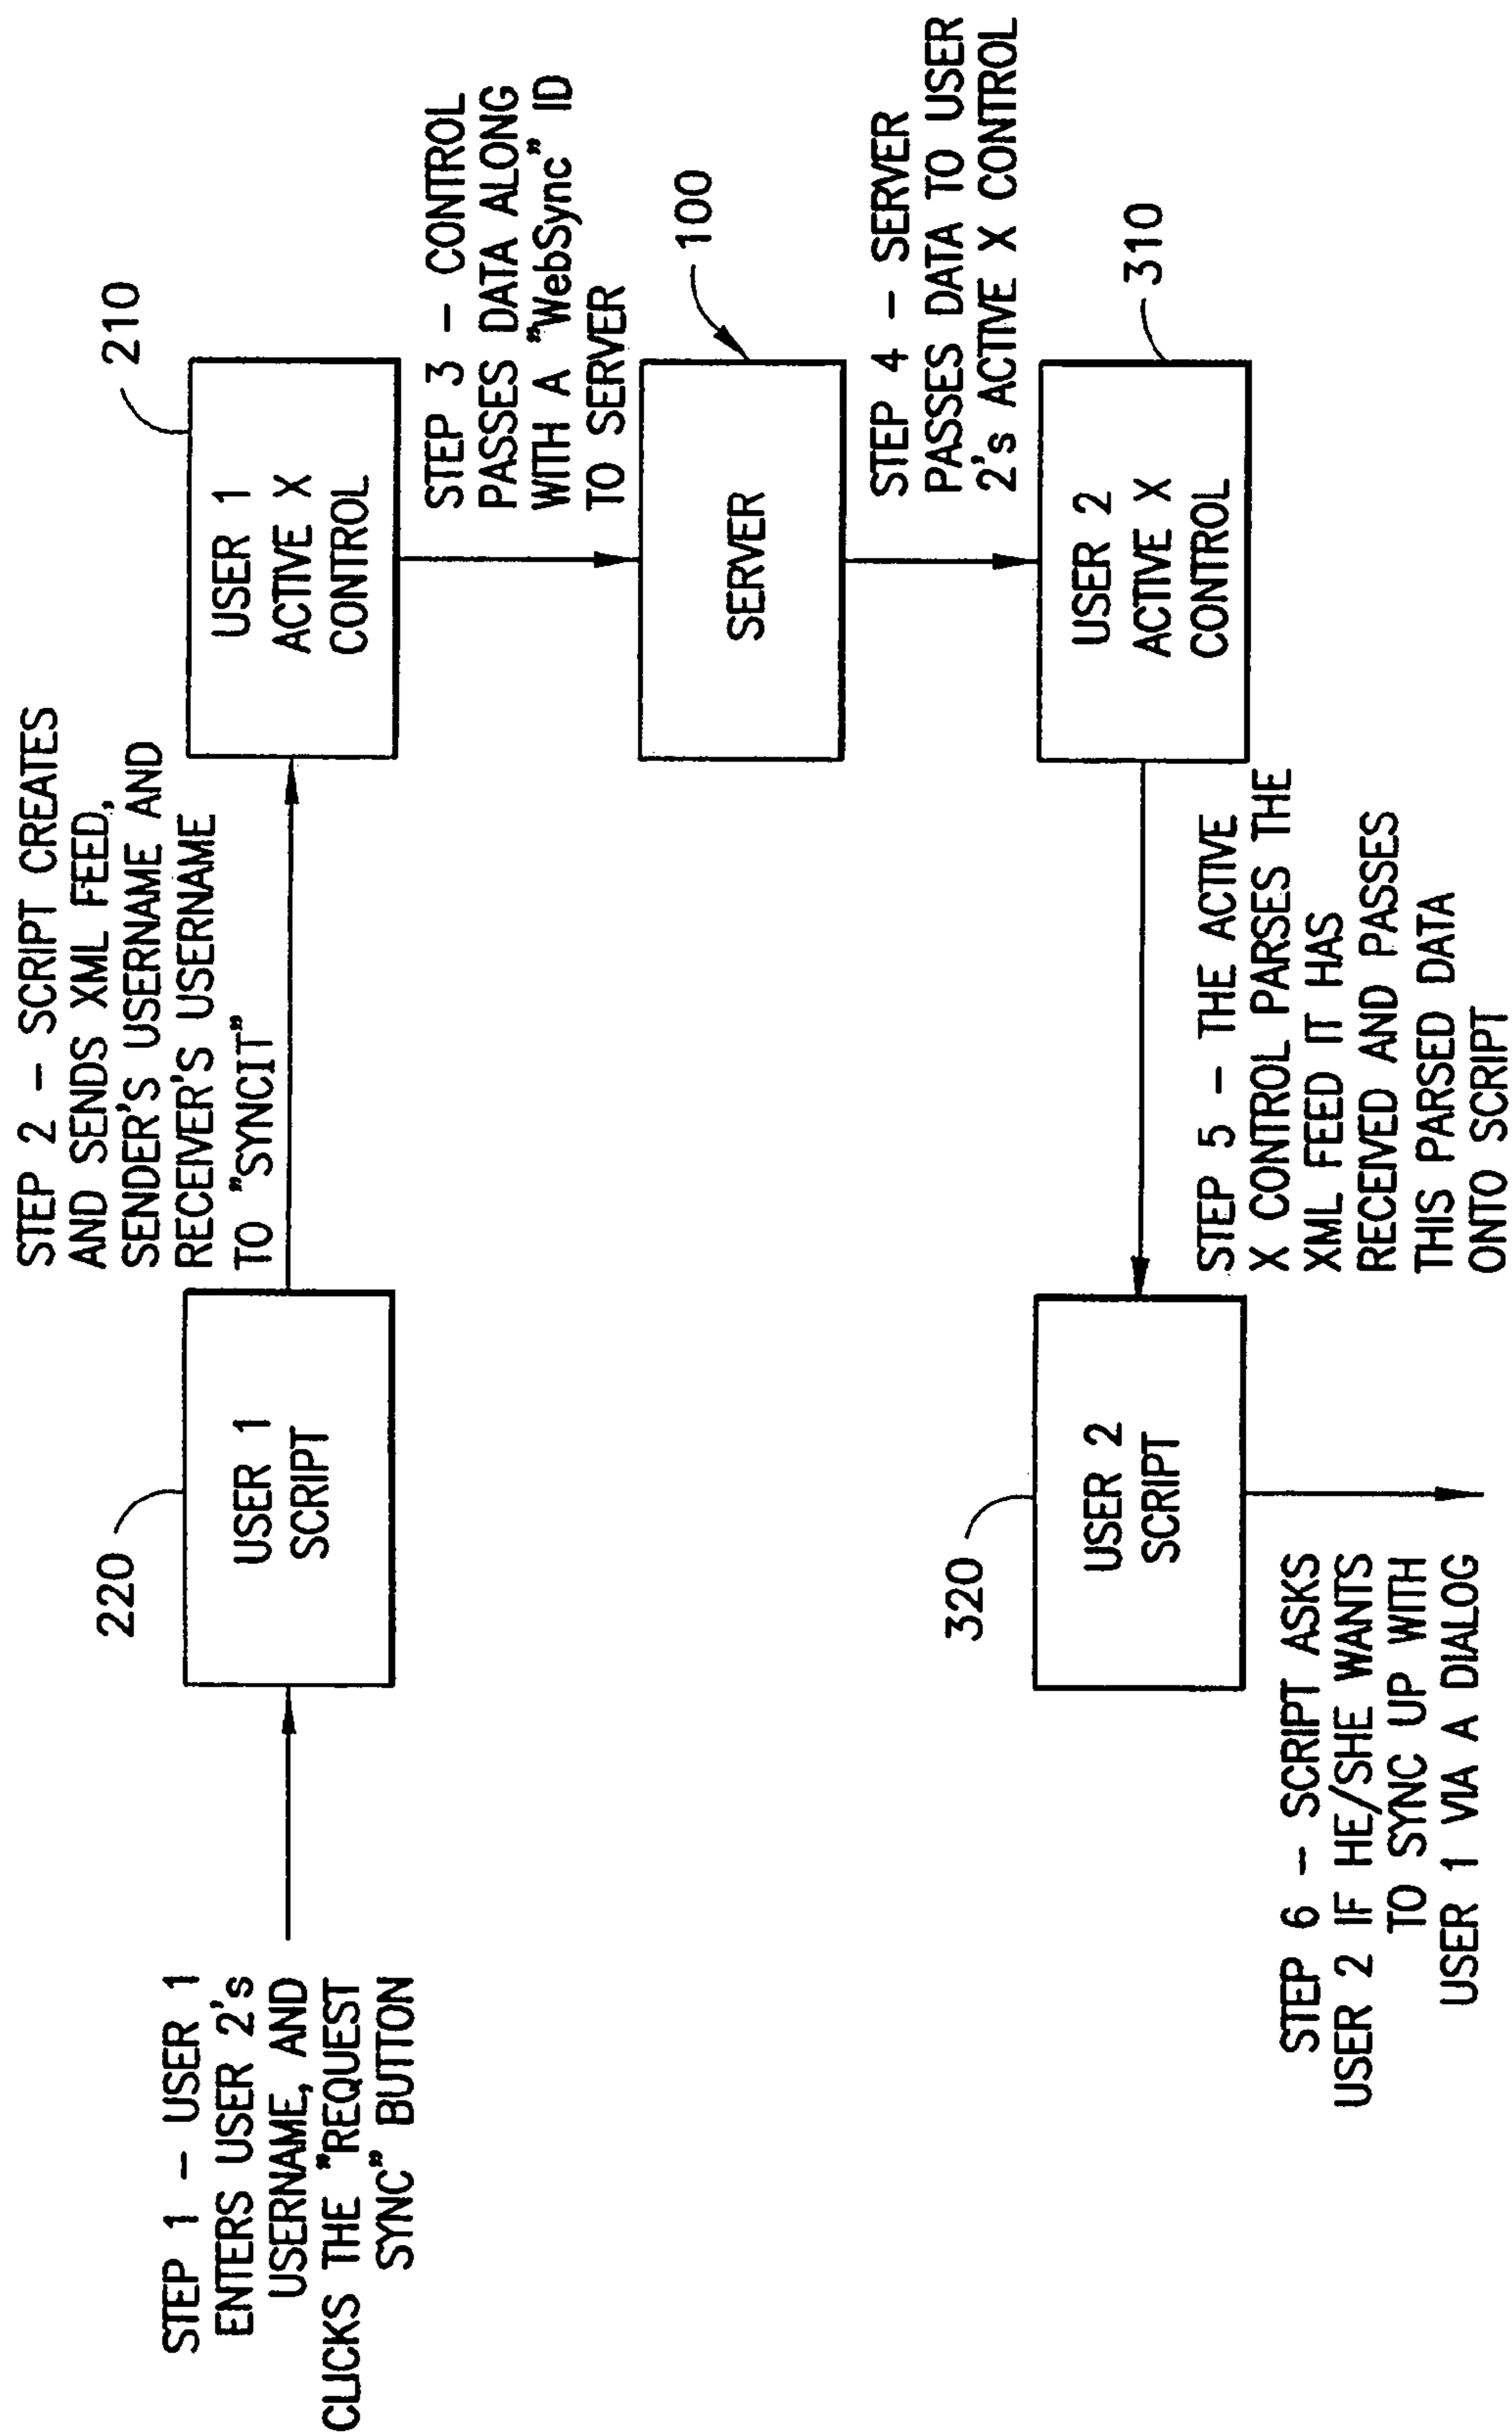 STEP 1 – USER 1
ENTERS USER 2's
USERNAME, AND
CLICKS THE "REQUEST
SYNC" BUTTON
220
USER 1
SCRIPT
STEP 2 – SCRIPT CREATES
AND SENDS XML FEED,
SENDER'S USERNAME AND
RECEIVER'S USERNAME
TO "SYNCIT"
210
USER 1
ACTIVE X
CONTROL
STEP 3 – CONTROL
PASSES DATA ALONG
WITH A "WebSync" ID
TO SERVER
100
SERVER
STEP 4 – SERVER
PASSES DATA TO USER
2's ACTIVE X CONTROL
310
USER 2
ACTIVE X
CONTROL
STEP 5 – THE ACTIVE
X CONTROL PARSES THE
XML FEED IT HAS
RECEIVED AND PASSES
THIS PARSED DATA
ONTO SCRIPT
320
USER 2
SCRIPT
STEP 6 – SCRIPT ASKS
USER 2 IF HE/SHE WANTS
TO SYNC UP WITH
USER 1 VIA A DIALOG